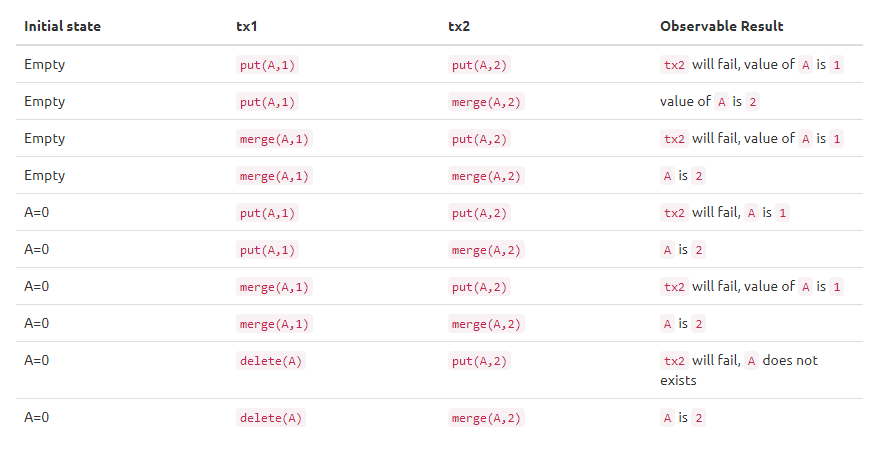 Initial state tx1 tx2 Observable Result
Empty put(A,1) put(A,2) tx2 will fail, value of A is 1
Empty put(A,1) merge(A,2) value of A is 2
Empty merge(A,1) put(A,2) tx2 will fail, value of A is 1
Empty merge(A,1) merge(A,2) A is 2
A=0 put(A,1) put(A,2) tx2 will fail, A is 1
A=0 put(A,1) merge(A,2) A is 2
A=0 merge(A,1) put(A,2) tx2 will fail, value of A is 1
A=0 merge(A,1) merge(A,2) A is 2
A=0 delete(A) put(A,2) tx2 will fail, A does not
exists
A=0 delete(A) merge(A,2) A is 2